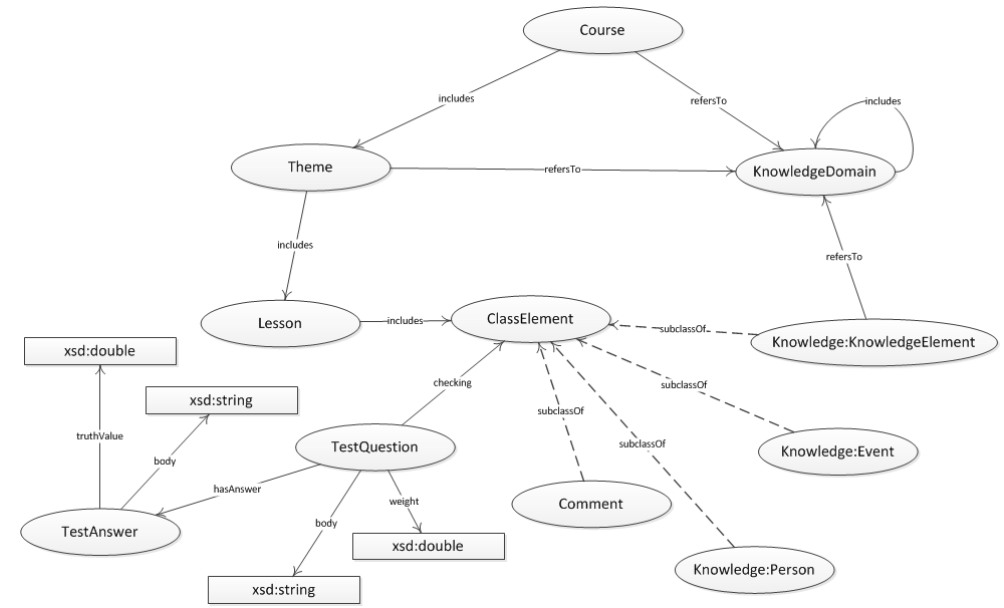 Course
includes
refersTo
includes
Theme
refersTo
KnowledgeDomain
includes
refersTo
Lesson
includes
ClassElement
subclassOf
Knowledge:KnowledgeElement
xsd:double
checking
subclassOf
xsd:string
subclassOf
truthValue
TestQuestion
subclassOf
Knowledge:Event
body
hasAnswer
weight
Comment
body
TestAnswer
xsd:double
Knowledge:Person
xsd:string